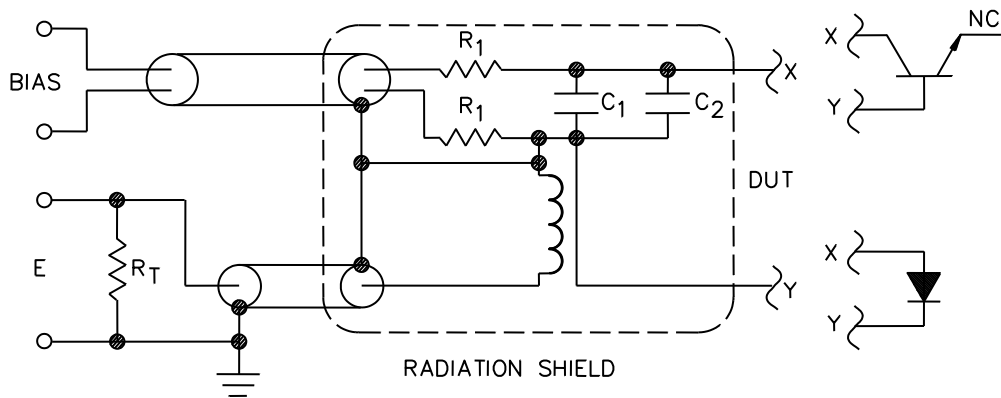 NC
R1
X
X
BIAS
C1
C2
Y
R1
DUT
E
RT
X
Y
Y
RADIATION SHIELD